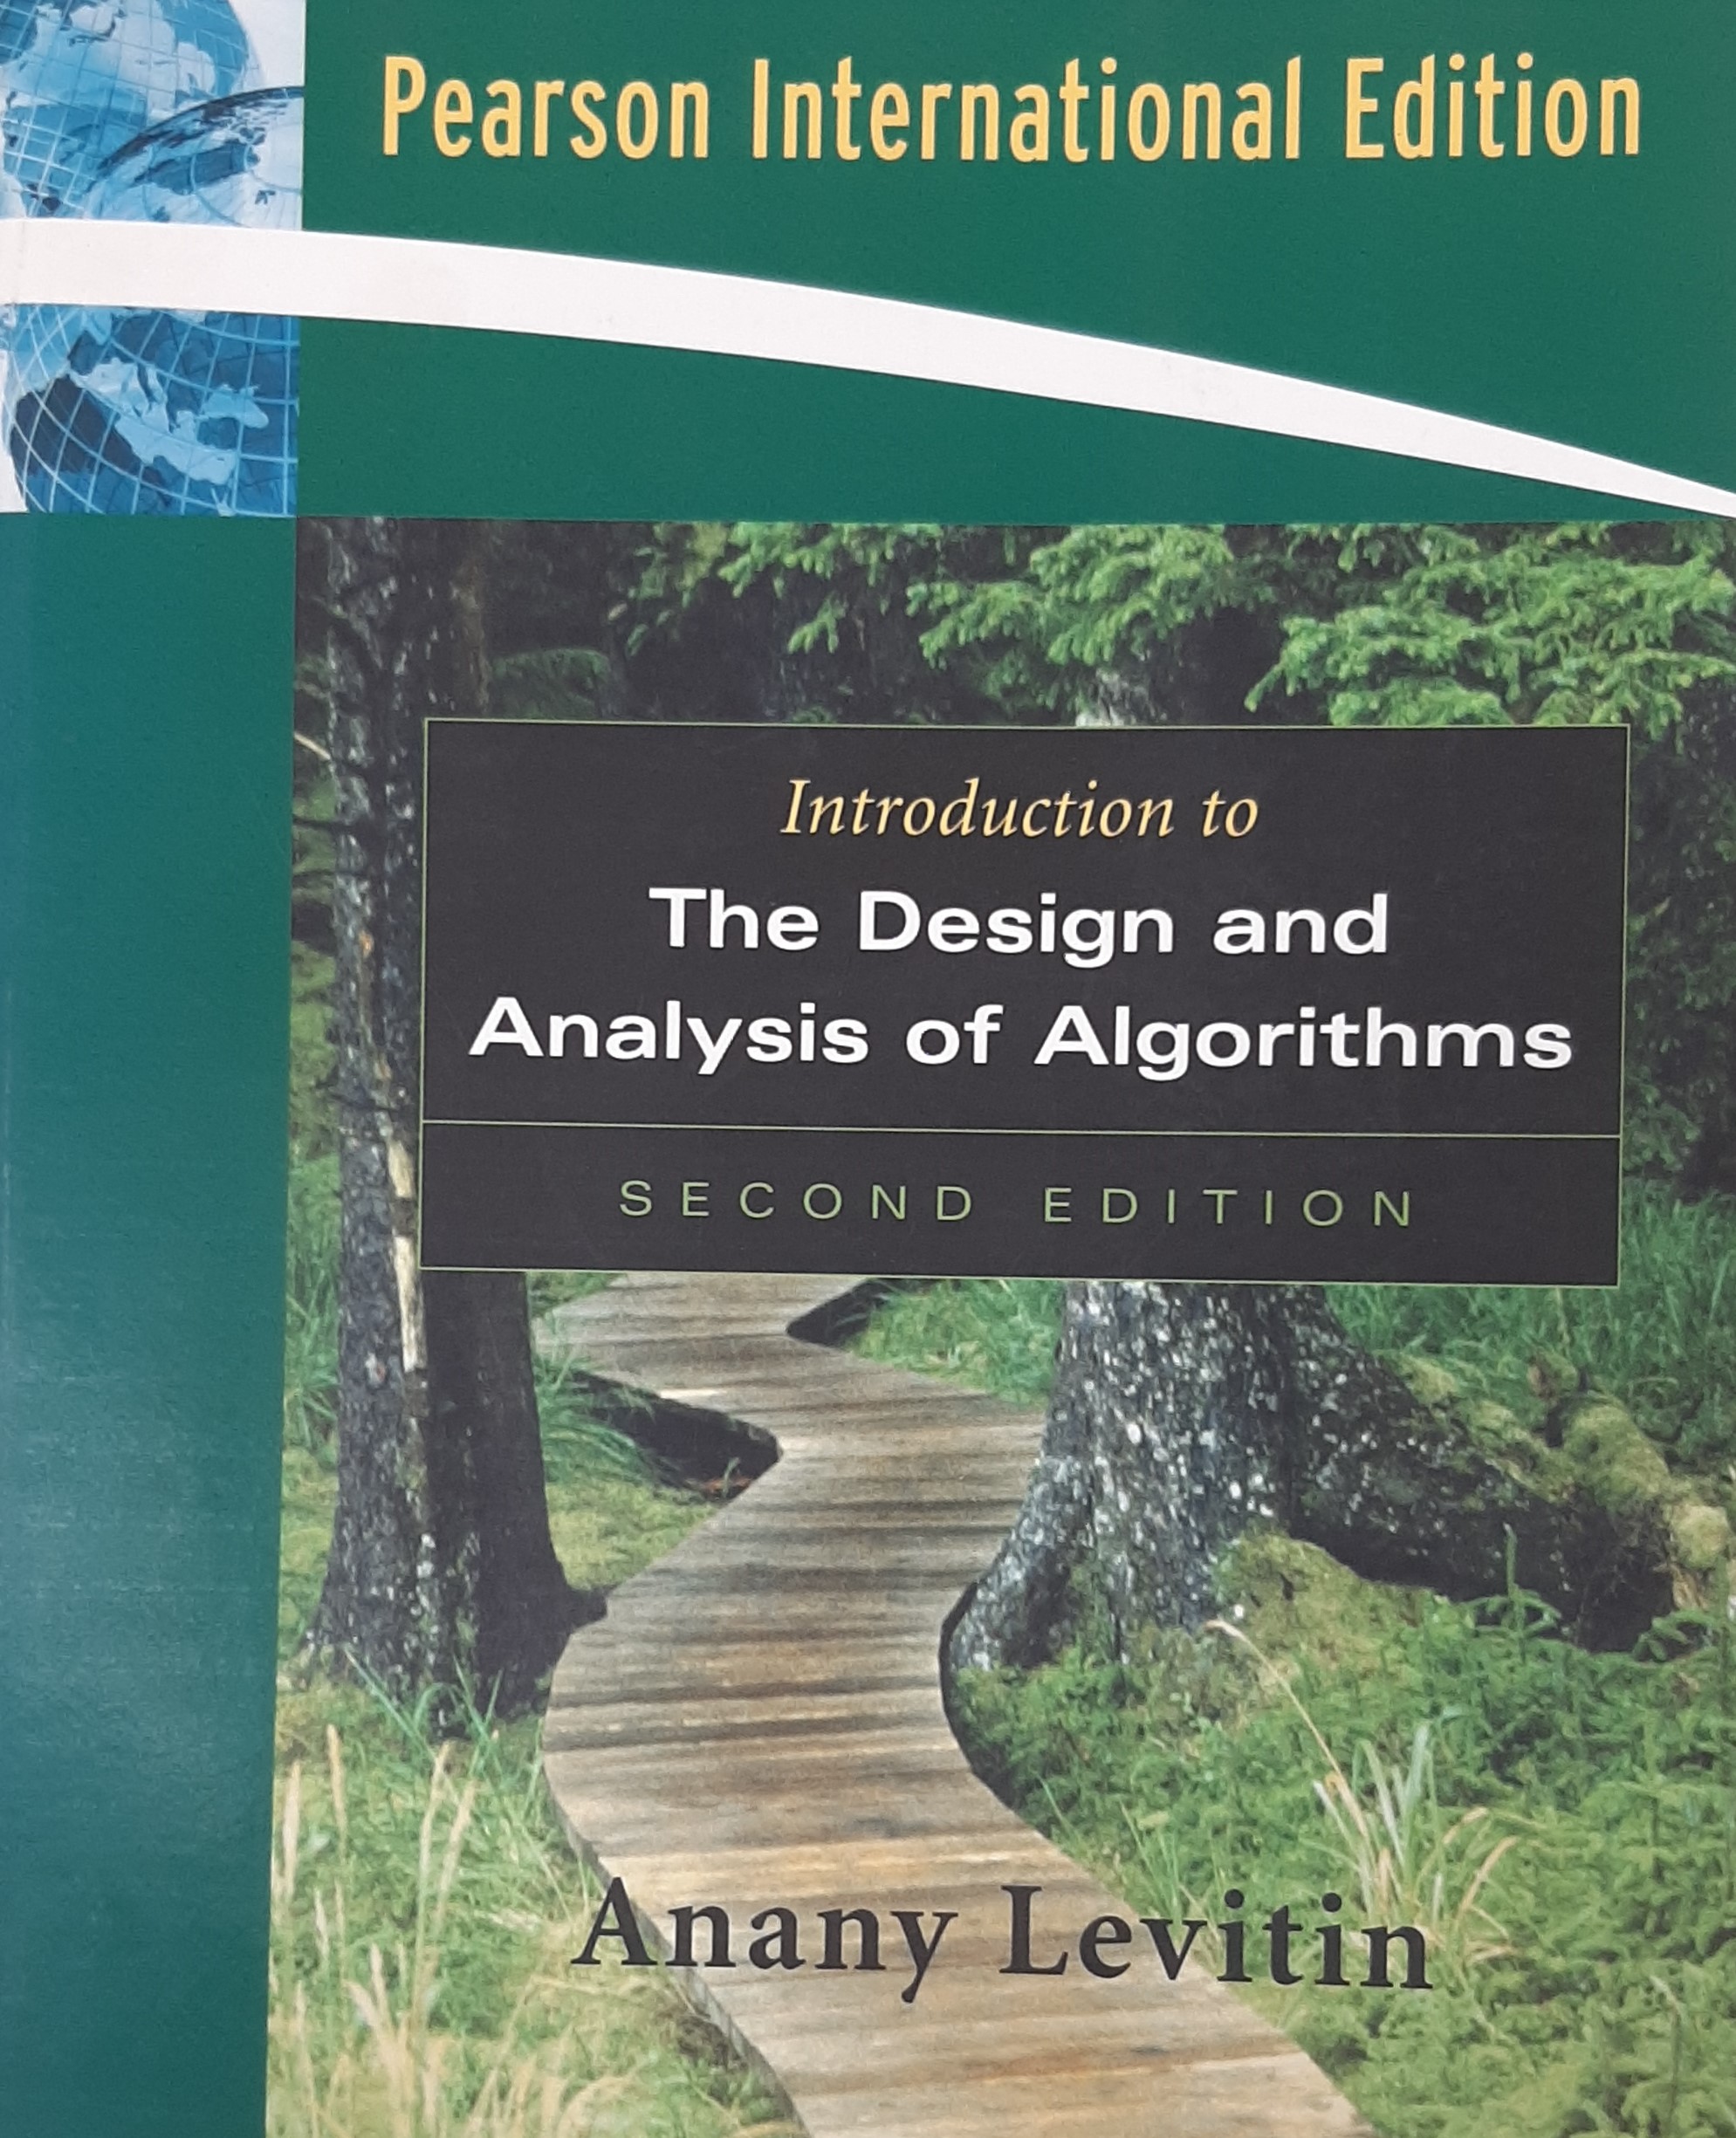 Pearson International Edition
Introduction to
The Design and
Analysis of Algorithms
SECOND EDITION
Anany Levitin